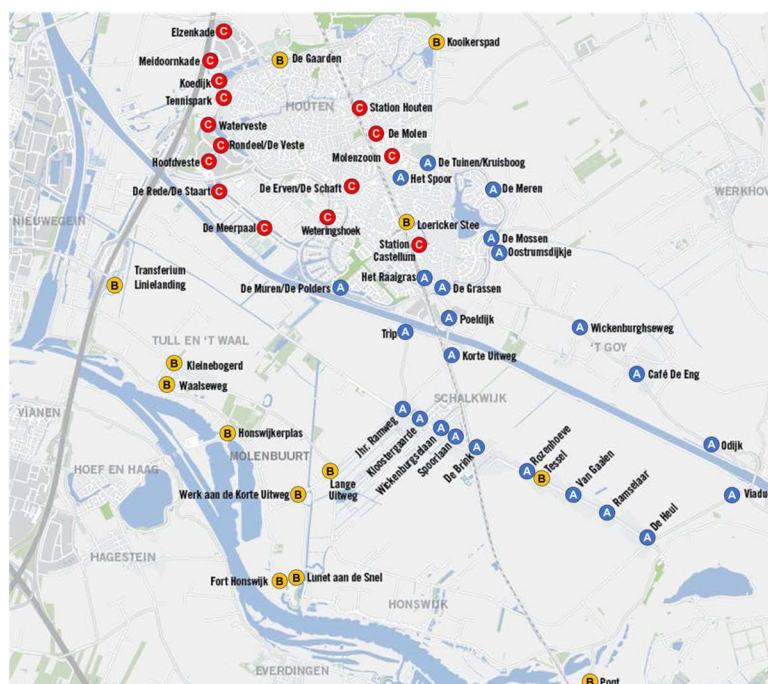 Elzenkade
C
Meidoornkade
C
B
De Gaarden
B
Kooikerspad
Koedijk
C
Tennispark
C
HOUTEN
C
Station Houten
C
Waterveste
C
De Molen
C
Rondeel/De Veste
Hoofdveste
C
Molenzoom
C
A
De Tuinen/Kruisboog
A
Het Spoor
De Rede/De Staart
C
De Erven/De Schaft
C
A
De Meren
NIEUWEGEIN
De Meerpaal
C
C
Weteringshoek
B
Loericker Stee
Station
Castellum
C
A
De Mossen
A
Oostrumsdijkje
Transferium
Linielanding
B
De Muren/De Polders
A
Het Raaigras
A
A
De Grassen
A
Poeldijk
Trip
A
A
Wickenburghseweg
TULL EN 'T WAAL
'T GOY
A
Korte Uitweg
B
Kleinebogerd
B
Waalseweg
A
Café De Eng
VIANEN
SCHALKWIJK
Jhr. Ramweg
A
Kloostergaarde
A
Wickenburgselaan
A
Spoorlaan
A
De Brink
A
B
Honswijkerplas
A
Odijk
MOLENBUURT
HOEF EN HAAG
B
Lange
Uitweg
A
Rozenhoeve
B
Tessel
A
Van Gaalen
A
Ramselaar
A
De Heul
Werk aan de Korte Uitweg
B
A
Viadu
HAGESTEIN
Fort Honswijk
B
B
Lunet aan de Snel
HONSWIJK
EVERDINGEN
B
Pont